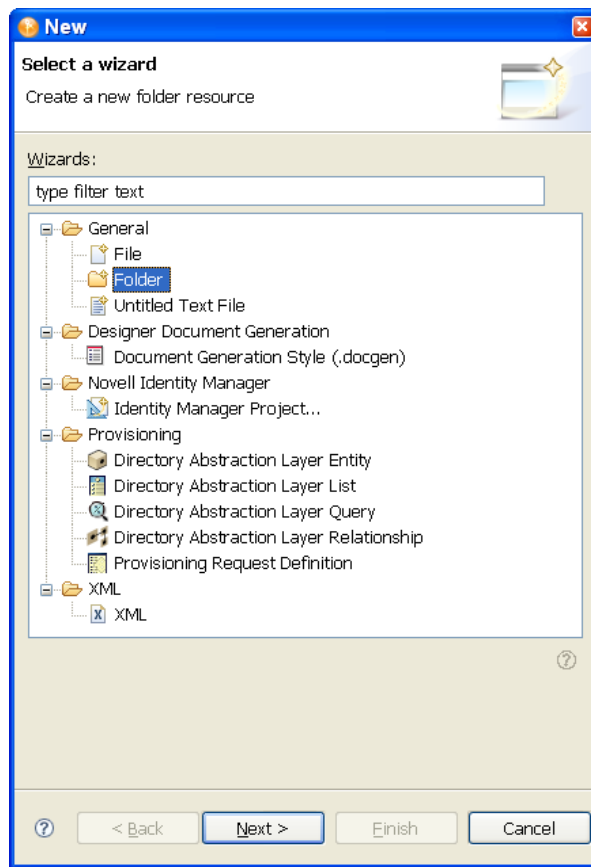 New
Select a wizard
Create a new folder resource
Wizards:
type filter text
General
File
Folder
Untitled Text File
Designer Document Generation
Document Generation Style (.docgen)
Novell Identity Manager
Identity Manager Project...
Provisioning
Directory Abstraction Layer Entity
Directory Abstraction Layer List
Directory Abstraction Layer Query
Directory Abstraction Layer Relationship
Provisioning Request Definition
XML
X XML
?
? < Back Next > Finish Cancel